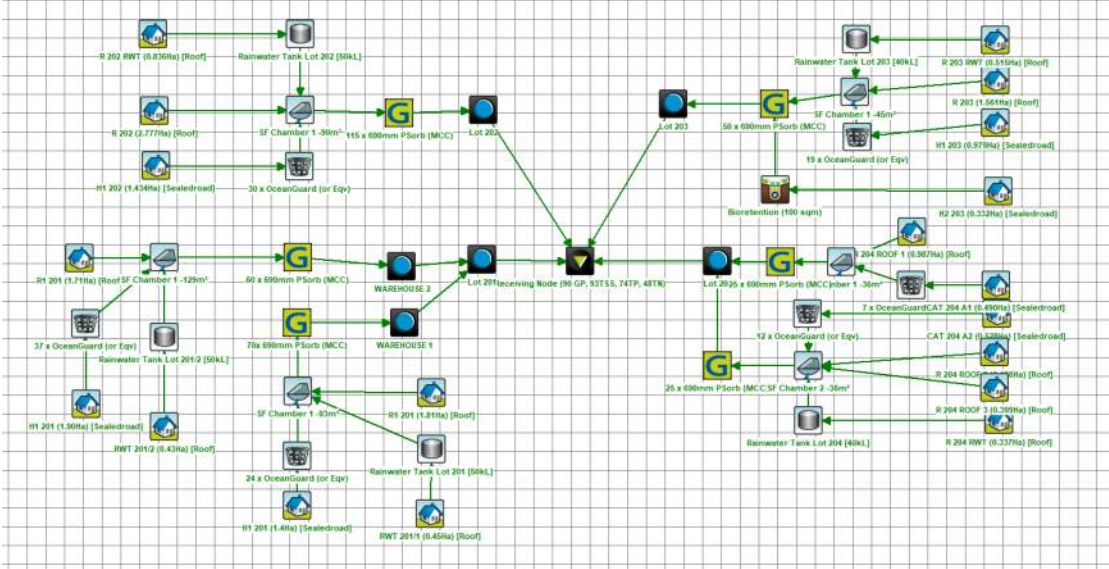 R 202 RWT (0.836Ha) [Roof]
Rainwater Tank Lot 202 [50kL]
R 202 (2.777Ha) [Roof]
SF Chamber 1 -90m²
115 x 690mm PSorb (MCC)
Lot 202
H1 202 (1.434Ha) [Sealedroad]
30 x OceanGuard (or Eqv)
Rainwater Tank Lot 203 [40kL]
R 203 RWT (0.515Ha) [Roof]
R 203 (1.561Ha) [Roof]
SF Chamber 1 -45m²
Lot 203
58 x 690mm PSorb (MCC)
H1 203 (0.979Ha) [Sealedroad]
19 x OceanGuard (or Eqv)
Bioretention (100 sqm)
H2 203 (0.332Ha) [Sealedroad]
R1 201 (1.71Ha) [Roof]
SF Chamber 1 -129m²
60 x 690mm PSorb (MCC)
WAREHOUSE 2
Lot 201
Receiving Node (90 GP, 93TSS, 74TP, 48TN)
25 x 690mm PSorb (MCC)
204 ROOF 1 (0.987Ha) [Roof]
7 x OceanGuard
CAT 204 A1 (0.490Ha) [Sealedroad]
12 x OceanGuard (or Eqv)
CAT 204 A2 [Sealedroad]
37 x OceanGuard (or Eqv)
Rainwater Tank Lot 201/2 [50kL]
70x 690mm PSorb (MCC)
WAREHOUSE 1
25 x 690mm PSorb (MCC)
SF Chamber 2 -36m²
R 204 ROOF [Roof]
R 204 ROOF 3 (0.399Ha) [Roof]
H1 201 (1.90Ha) [Sealedroad]
RWT 201/2 (0.43Ha) [Roof]
SF Chamber 1 -93m²
R1 201 (1.81Ha) [Roof]
Rainwater Tank Lot 204 [40kL]
R 204 RWT (0.337Ha) [Roof]
24 x OceanGuard (or Eqv)
Rainwater Tank Lot 201 [50kL]
H1 201 (1.4Ha) [Sealedroad]
RWT 201/1 (0.45Ha) [Roof]